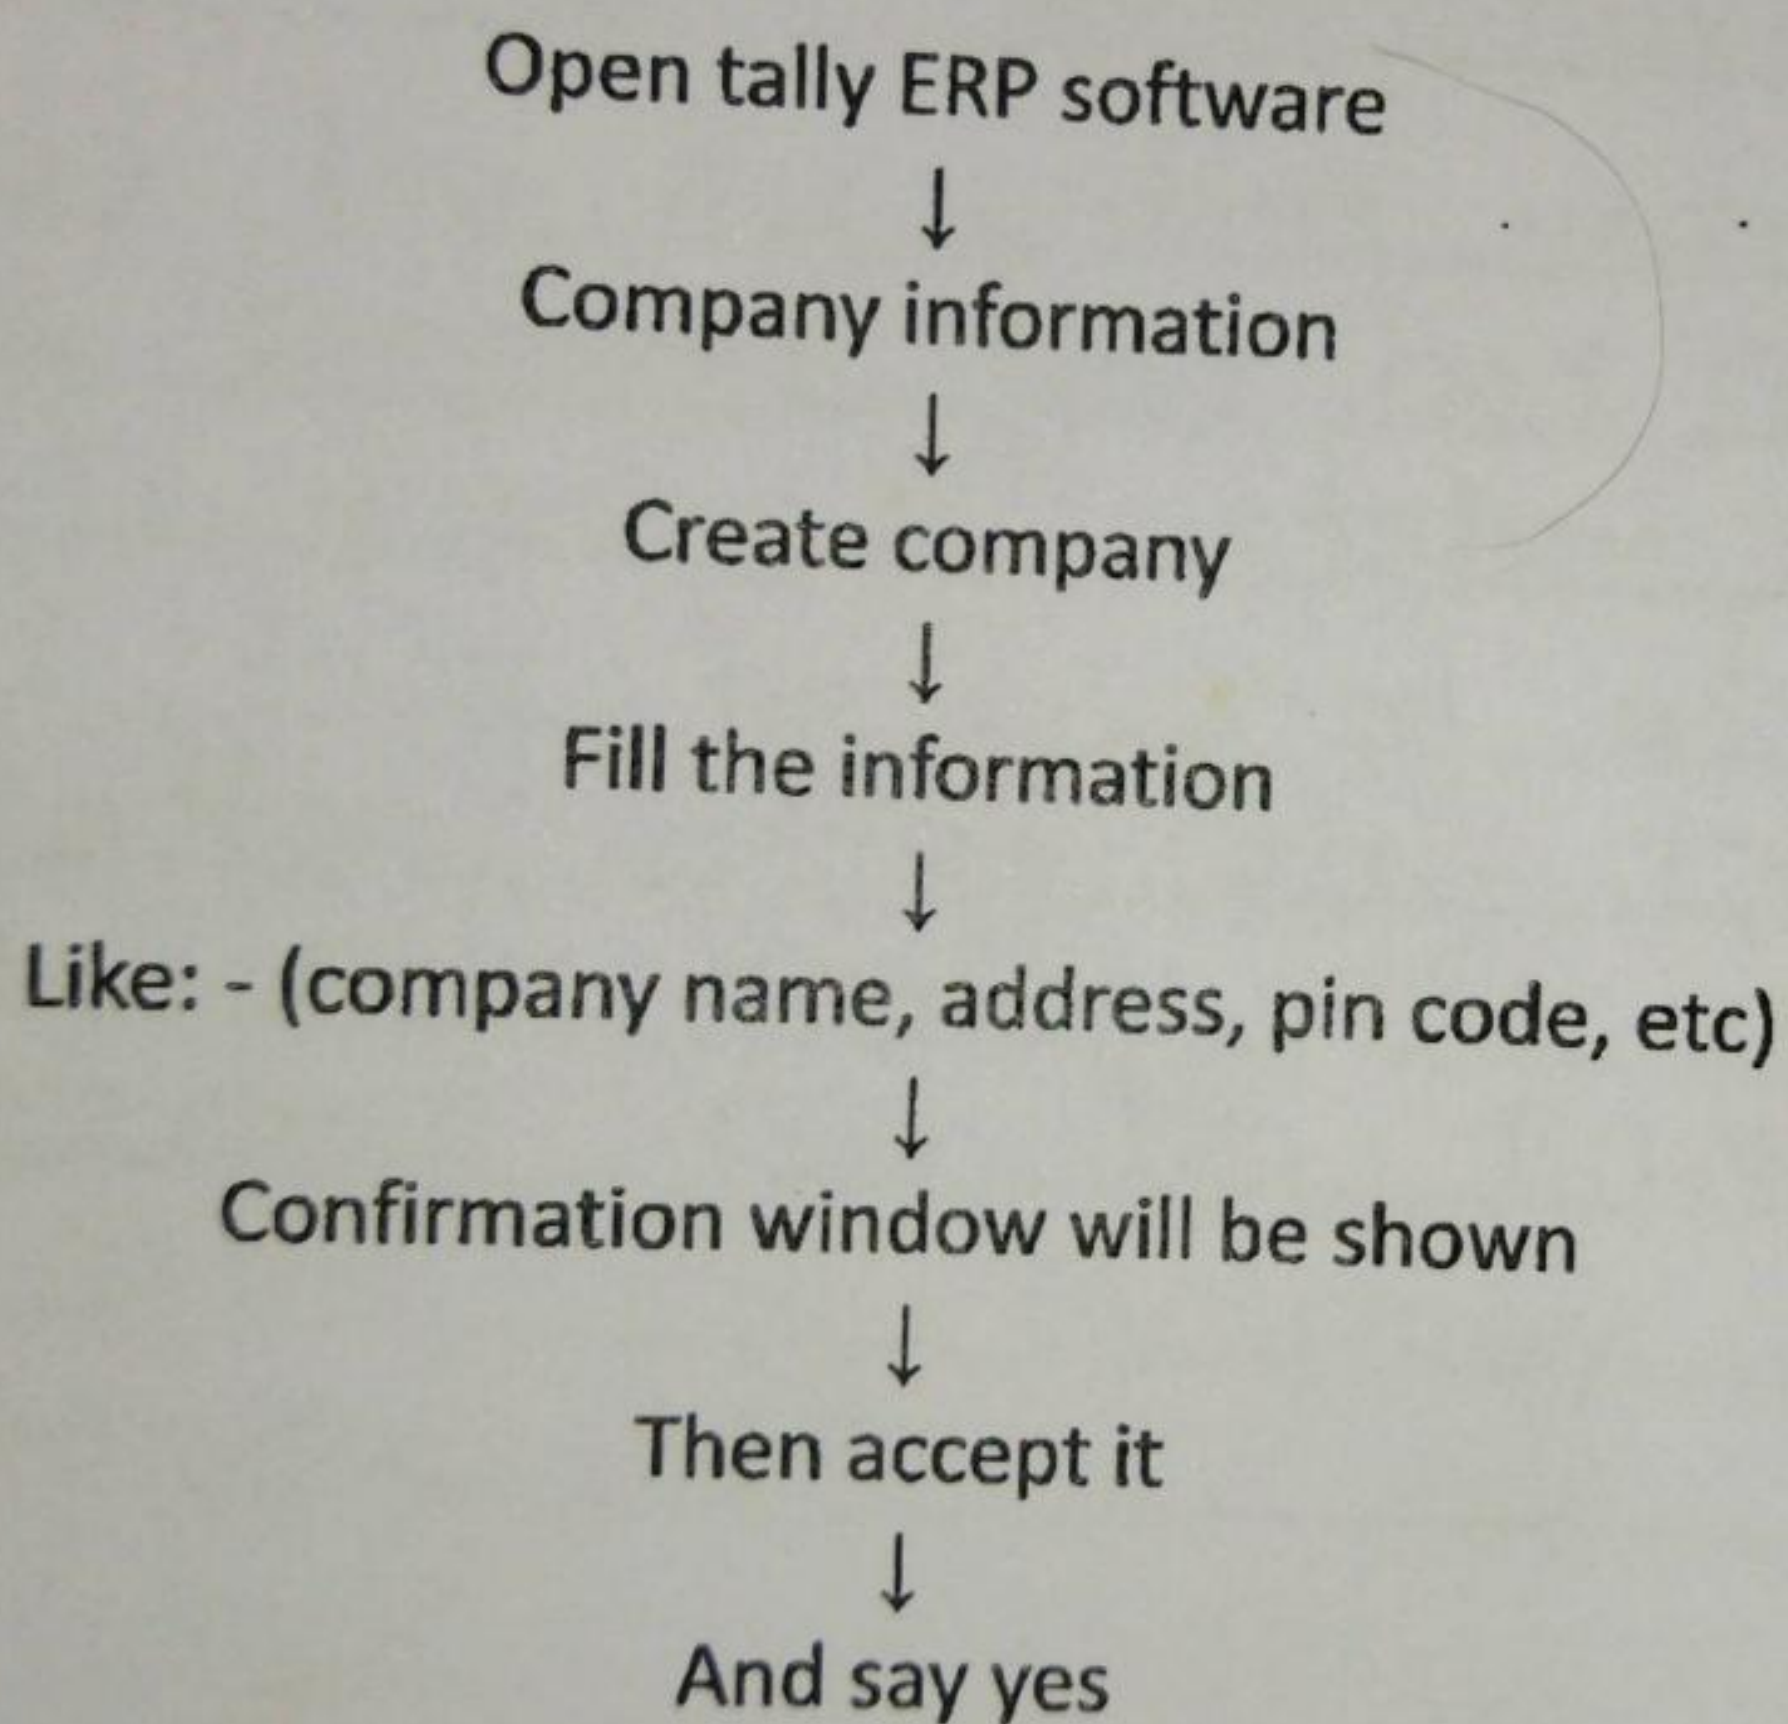 Open tally ERP software
↓
Company information
↓
Create company
↓
Fill the information
↓
Like: - (company name, address, pin code, etc)
↓
Confirmation window will be shown
↓
Then accept it
↓
And say yes